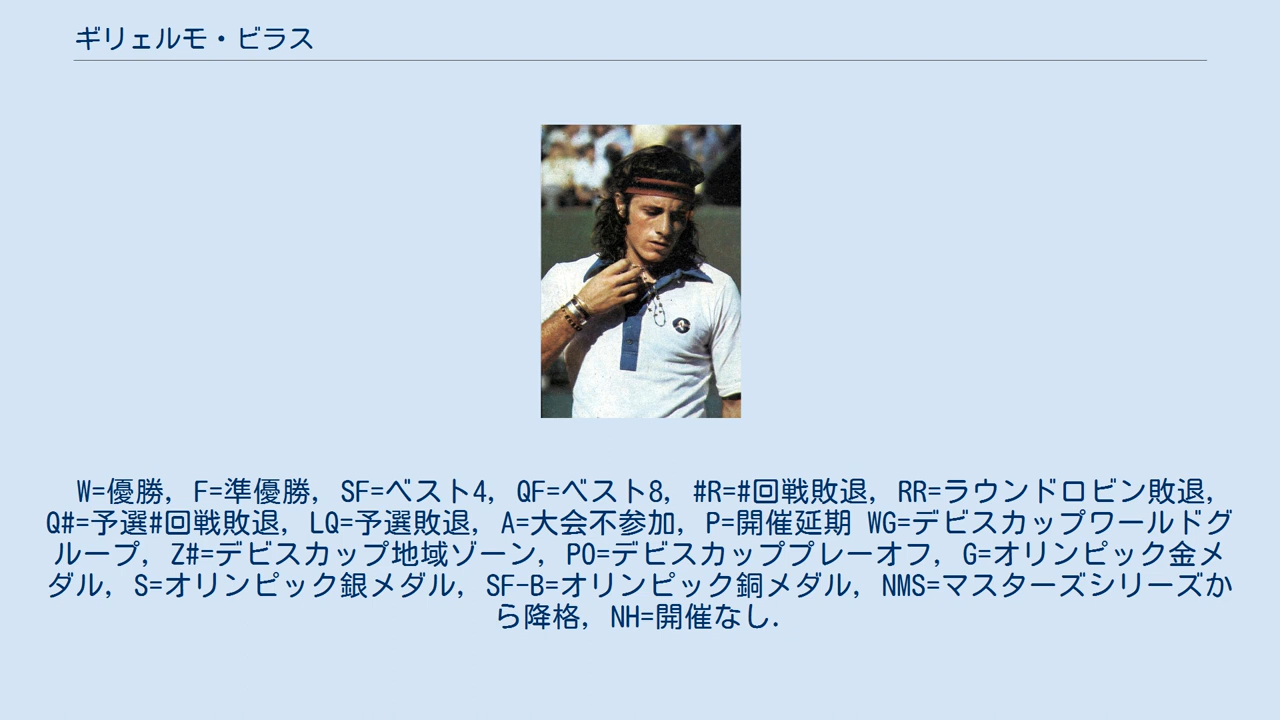 ギリェルモ・ビラス
W=優勝, F=準優勝, SF=ベスト4, QF=ベスト8, #R=#回戦敗退, RR=ラウンドロビン敗退,
Q#=予選#回戦敗退, LQ=予選敗退, A=大会不参加, P=開催延期 WG=デビスカップワールドグ
ループ, Z#=デビスカップ地域ゾーン, PO=デビスカッププレーオフ, G=オリンピック金メ
ダル, S=オリンピック銀メダル, SF-B=オリンピック銅メダル, NMS=マスターズシリーズか
ら降格, NH=開催なし.